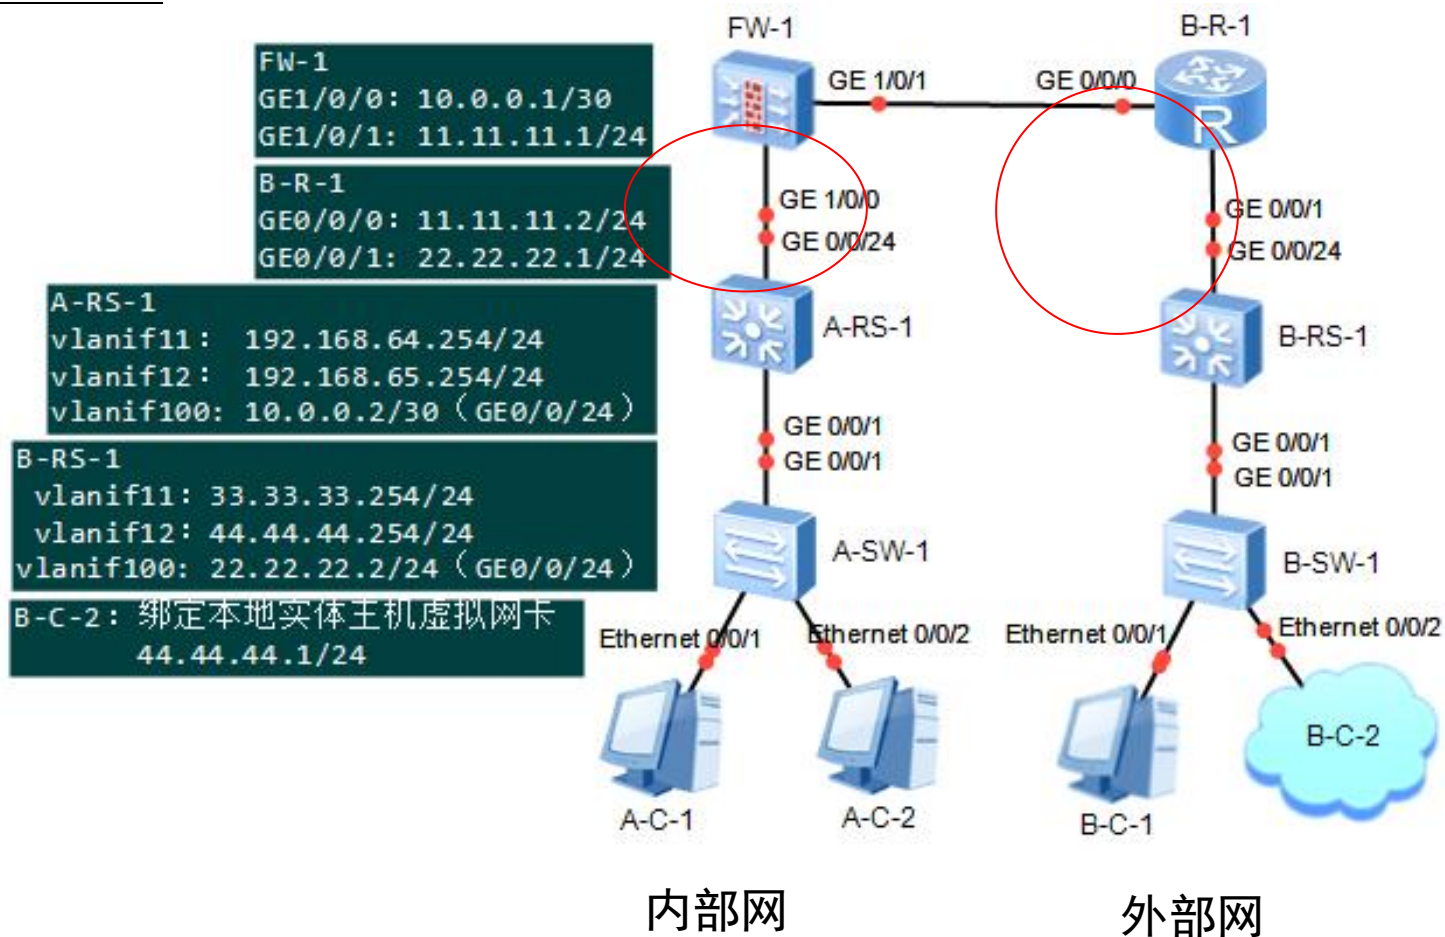 FW-1
GE1/0/0: 10.0.0.1/30
GE1/0/1: 11.11.11.1/24
B-R-1
GE0/0/0: 11.11.11.2/24
GE0/0/1: 22.22.22.1/24
A-RS-1
vlanif11: 192.168.64.254/24
vlanif12: 192.168.65.254/24
vlanif100: 10.0.0.2/30（GE0/0/24）
B-RS-1
vlanif11: 33.33.33.254/24
vlanif12: 44.44.44.254/24
vlanif100: 22.22.22.2/24（GE0/0/24）
B-C-2: 绑定本地实体主机虚拟网卡
44.44.44.1/24
FW-1
B-R-1
GE 1/0/1
GE 0/0/0
R
GE 1/0/0
GE 0/0/24
GE 0/0/1
GE 0/0/24
A-RS-1
B-RS-1
GE 0/0/1
GE 0/0/1
GE 0/0/1
GE 0/0/1
A-SW-1
B-SW-1
Ethernet 0/0/1
Ethernet 0/0/2
Ethernet 0/0/1
Ethernet 0/0/2
A-C-1
A-C-2
B-C-1
B-C-2
内部网
外部网